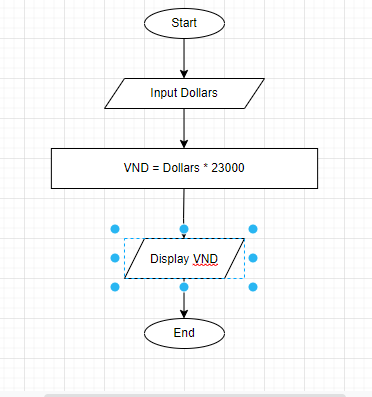 Start
Input Dollars
VND = Dollars * 23000
Display VND
End